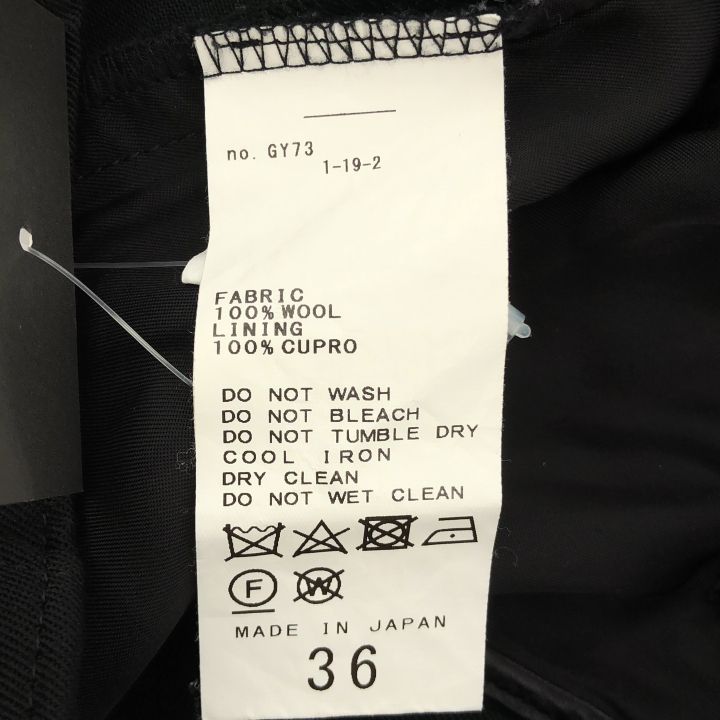 no. GY73
1-19-2
FABRIC
100% WOOL
LINING
100% CUPRO
DO NOT WASH
DO NOT BLEACH
DO NOT TUMBLE DRY
COOL IRON
DRY CLEAN
DO NOT WET CLEAN
F W
MADE IN JAPAN
36